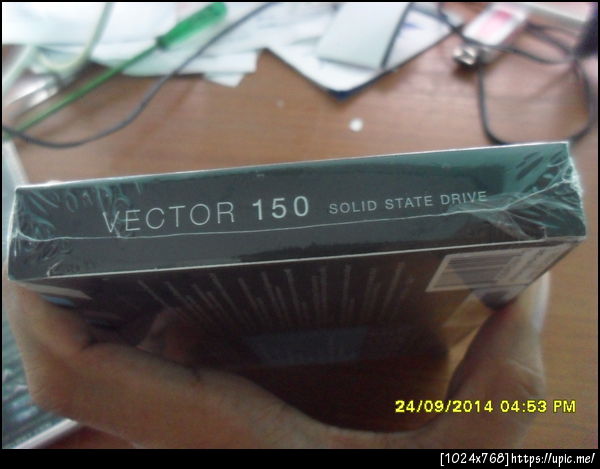 VECTOR 150 SOLID STATE DRIVE
24/09/2014 04:53 PM
[1024x768]https://upic.me/